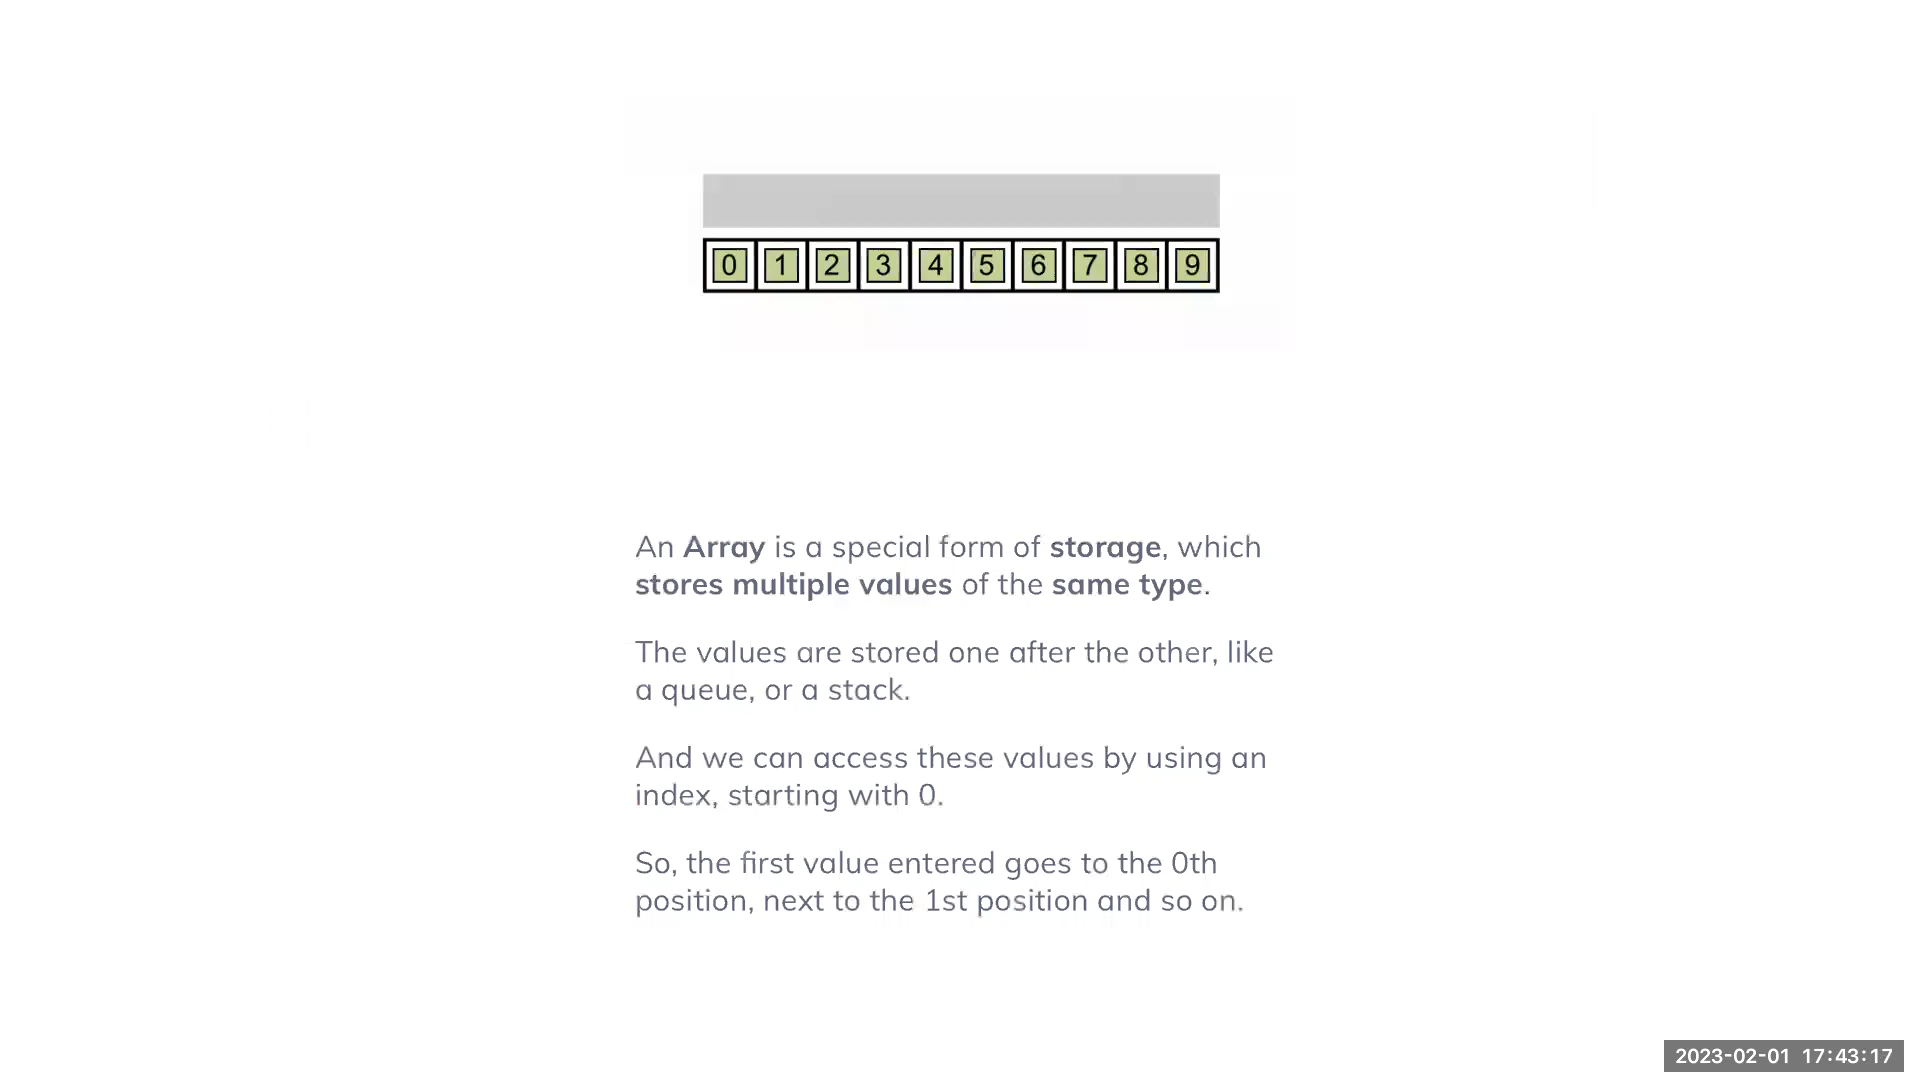 0 1 2 3 4 5 6 7 8 9
An Array is a special form of storage, which
stores multiple values of the same type.
The values are stored one after the other, like
a queue, or a stack.
And we can access these values by using an
index, starting with 0.
So, the first value entered goes to the 0th
position, next to the 1st position and so on.
2023-02-01 17:43:17